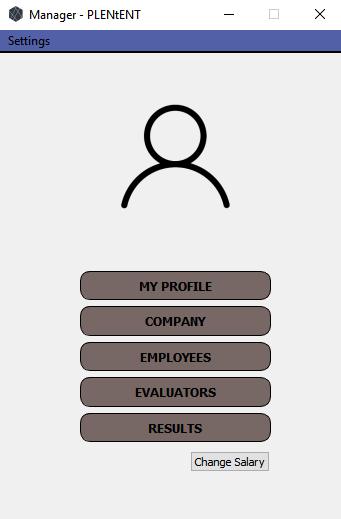 Manager - PLENtENT
Settings
MY PROFILE
COMPANY
EMPLOYEES
EVALUATORS
RESULTS
Change Salary